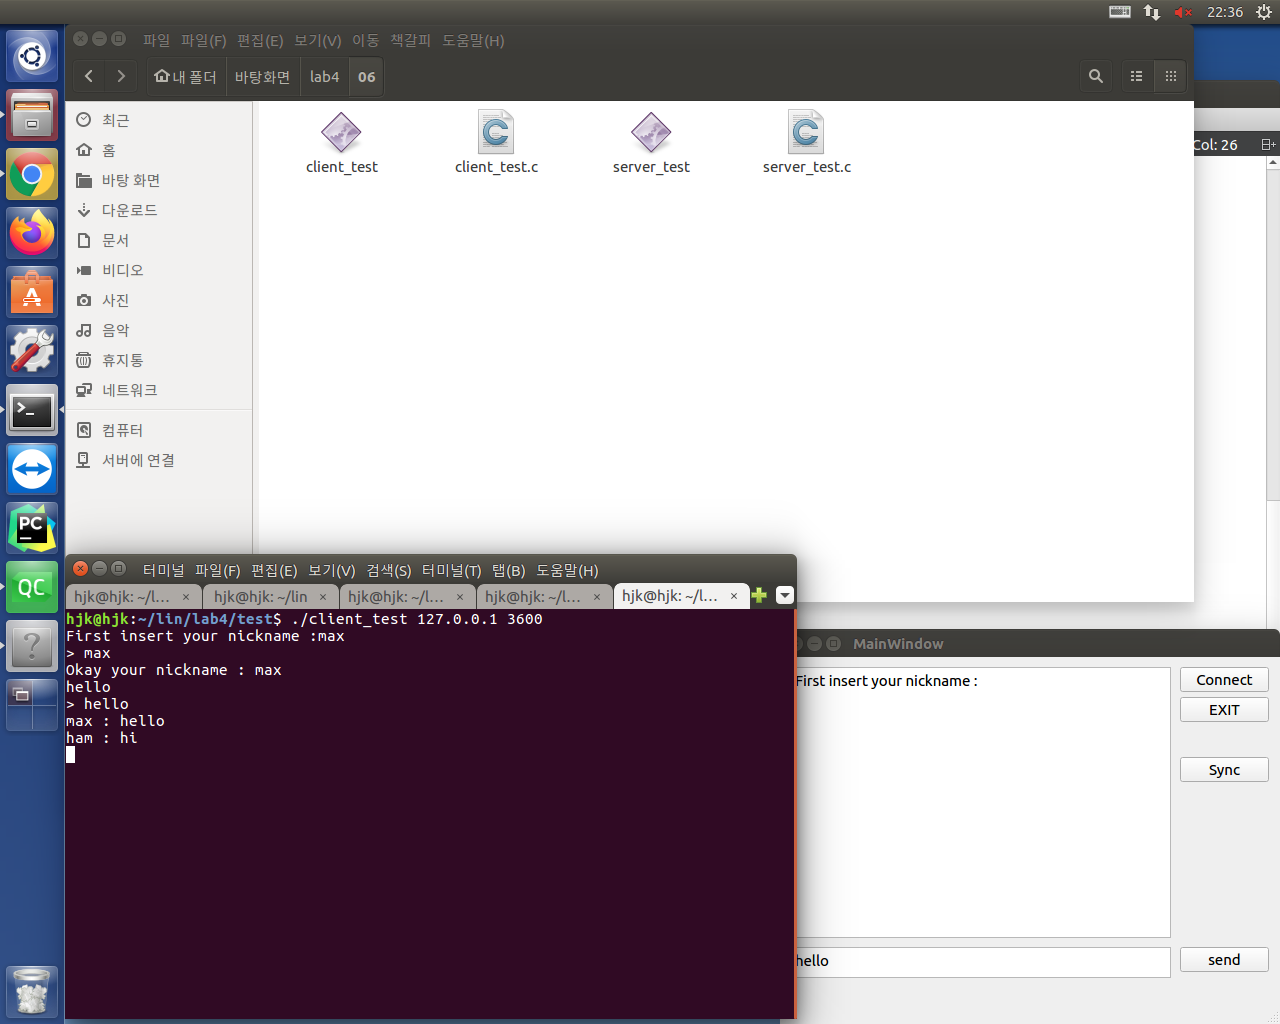 22:36
파일 파일(F) 편집(E) 보기(V) 이동 책갈피 도움말(H)
내 폴더 바탕화면 lab4 06
최근
홈
바탕 화면
다운로드
문서
비디오
사진
음악
휴지통
네트워크
컴퓨터
서버에 연결
client_test client_test.c server_test server_test.c
Col: 26
PC
QC
터미널 파일(F) 편집(E) 보기(V) 검색(S) 터미널(T) 탭(B) 도움말(H)
hjk@hjk: ~/l... × hjk@hjk: ~/lin × hjk@hjk: ~/l... × hjk@hjk: ~/l... × hjk@hjk: ~/l... ×
hjk@hjk:~/lin/lab4/test$ ./client_test 127.0.0.1 3600
First insert your nickname :max
> max
Okay your nickname : max
hello
> hello
max : hello
ham : hi
MainWindow
First insert your nickname :
Connect
EXIT
Sync
hello
send